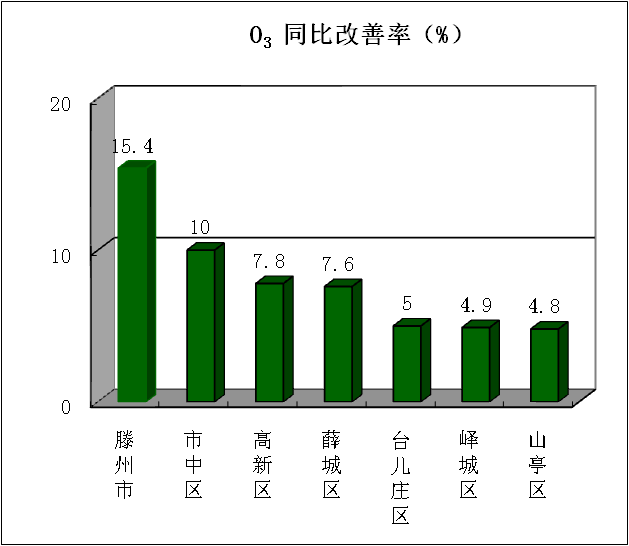 O₃ 同比改善率（%）
20
10
0
15.4
10
7.8
7.6
5
4.9
4.8
滕州市
市中区
高新区
薛城区
台儿庄区
峄城区
山亭区